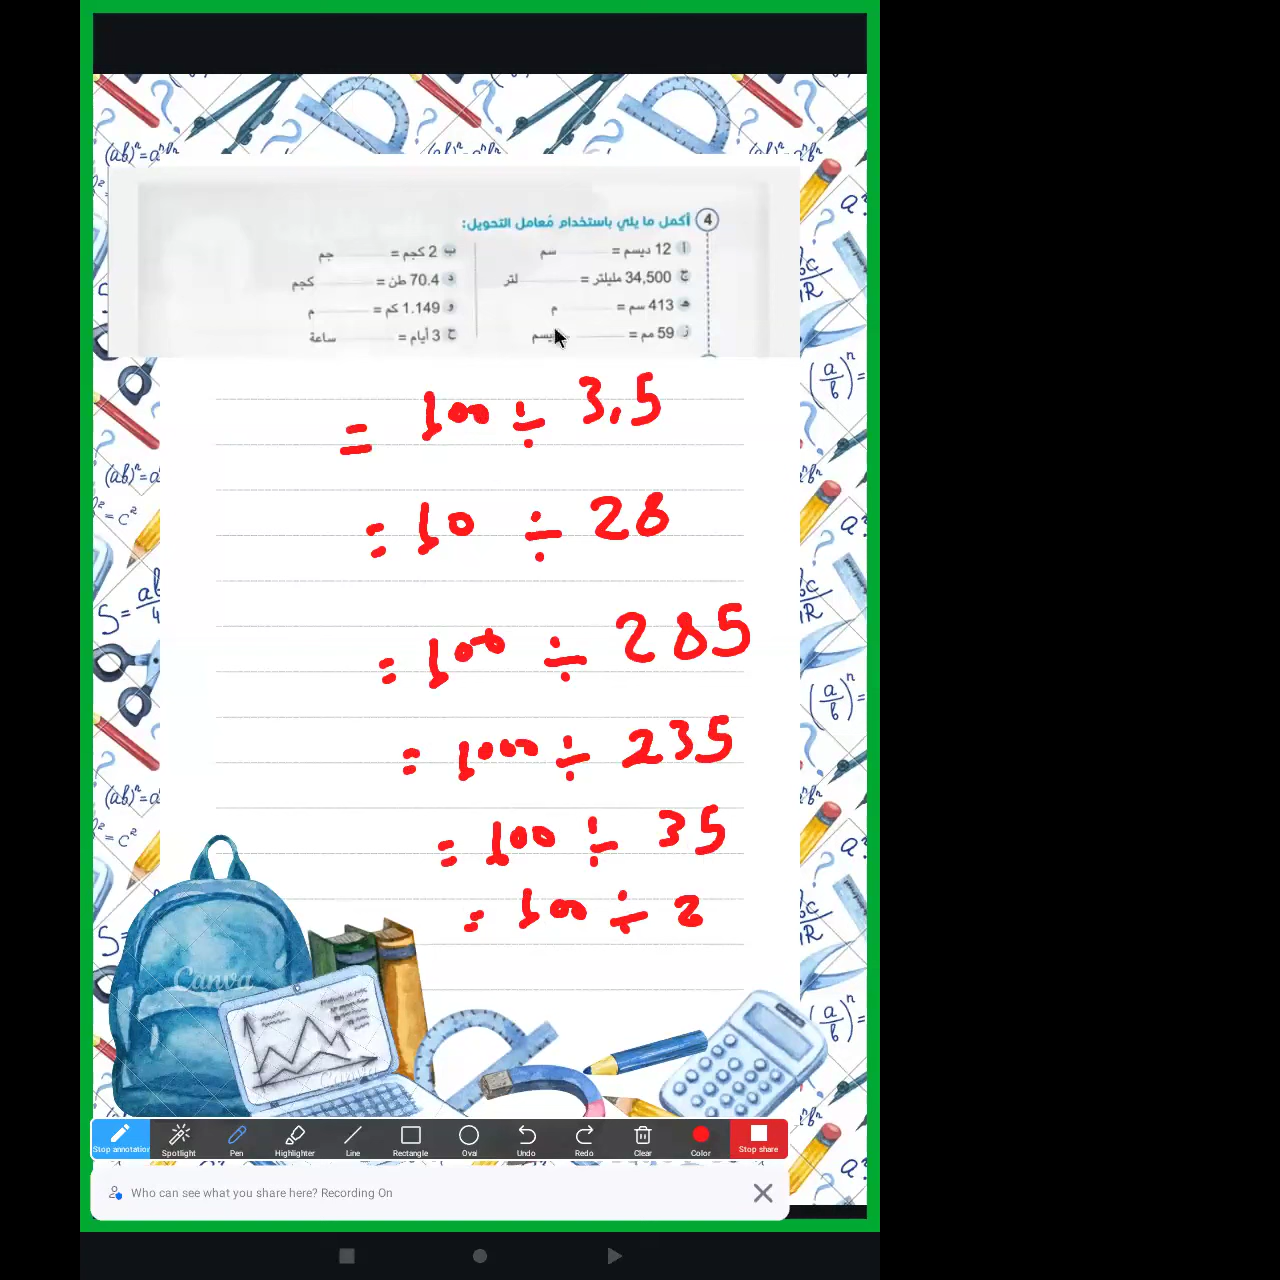 4 أكمل ما يلي باستخدام مُعامل التحويل:
أ 12 ديسم = ............ سم
ب 2 كجم = ............ جم
ج 34,500 مليلتر = ............ لتر
د 70.4 طن = ............ كجم
هـ 413 سم = ............ م
و 1.149 كم = ............ م
ز 59 مم = ............ ديسم
ح 3 أيام = ............ ساعة
= 100 ÷ 3,5
= 10 ÷ 28
= 100 ÷ 285
= 1000 ÷ 235
= 100 ÷ 35
= 100 ÷ 2
Canva
Stop annotation
Spotlight
Pen
Highlighter
Line
Rectangle
Oval
Undo
Redo
Clear
Color
Stop share
Who can see what you share here? Recording On